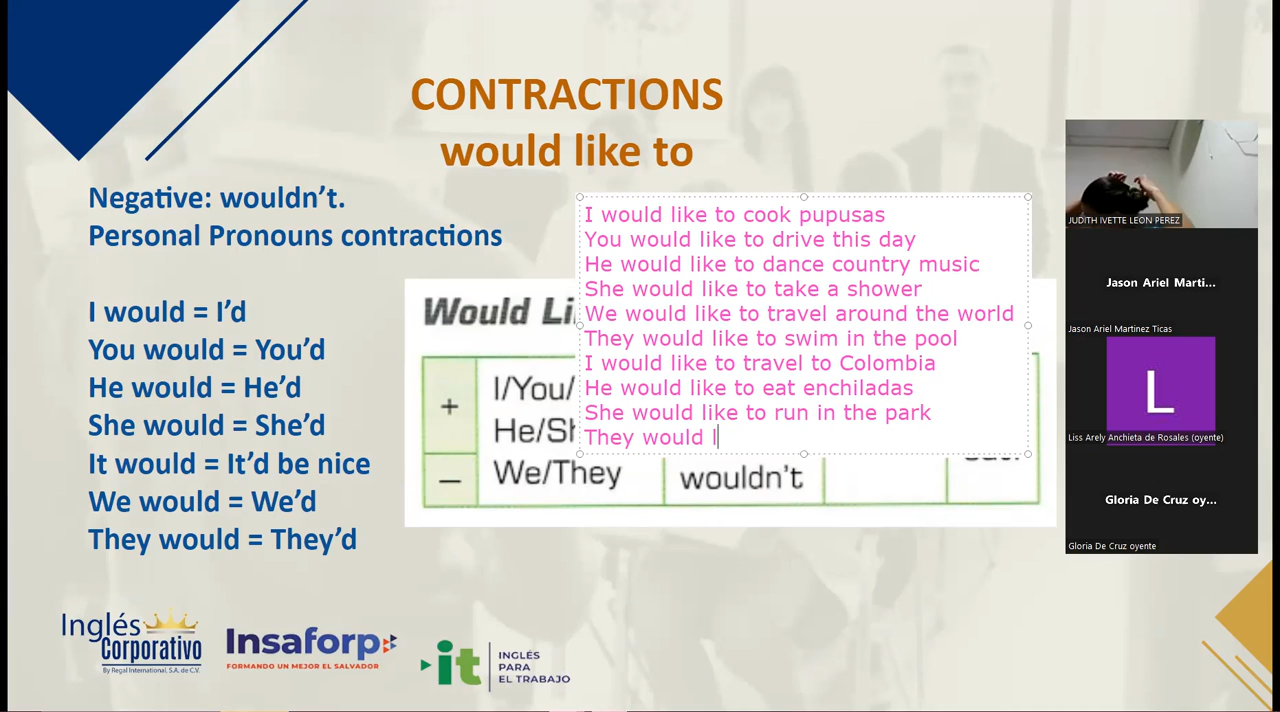 CONTRACTIONS
would like to
Negative: wouldn't.
Personal Pronouns contractions
I would = I'd
You would = You'd
He would = He'd
She would = She'd
It would = It'd be nice
We would = We'd
They would = They'd
I would like to cook pupusas
You would like to drive this day
He would like to dance country music
She would like to take a shower
We would like to travel around the world
They would like to swim in the pool
I would like to travel to Colombia
He would like to eat enchiladas
She would like to run in the park
They would l
Would Li
+
I/You/
He/Sh
– We/They wouldn't
JUDITH IVETTE LEON PEREZ
Jason Ariel Marti...
Jason Ariel Martinez Ticas
L
Liss Arely Anchieta de Rosales (oyente)
Gloria De Cruz oy...
Gloria De Cruz oyente
Inglés
Corporativo
By Regal International, S.A. de C.V.
Insaforp
FORMANDO UN MEJOR EL SALVADOR
it
INGLÉS
PARA
EL TRABAJO